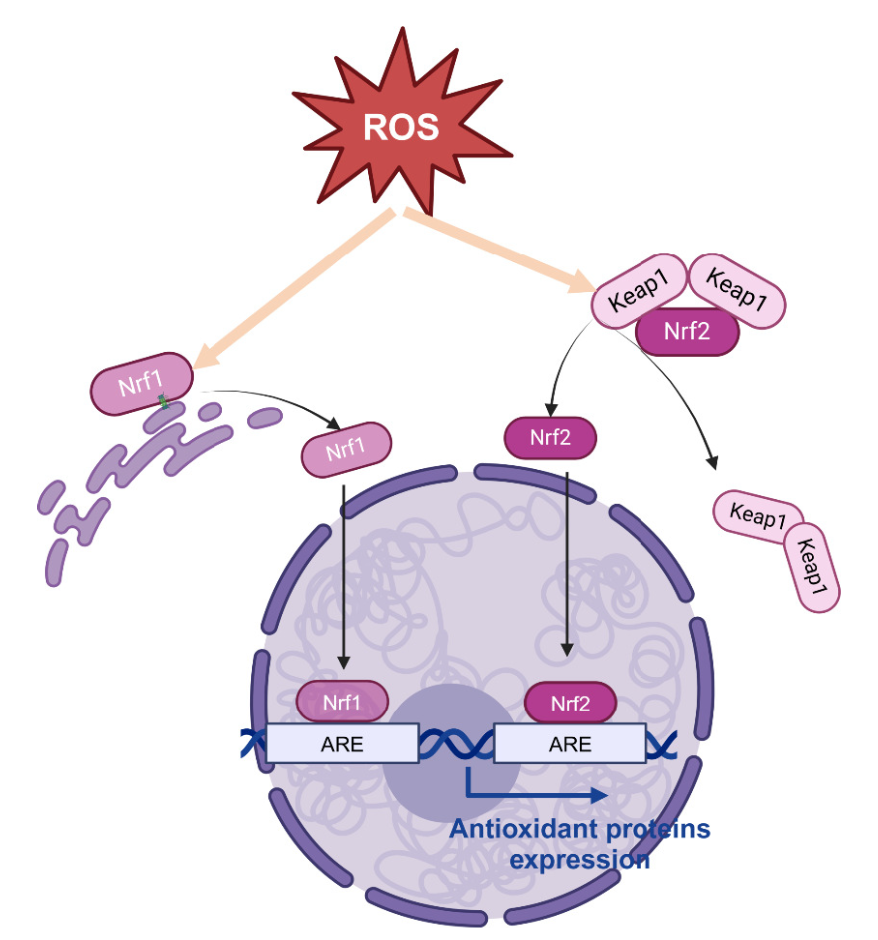 ROS
Keap1
Keap1
Nrf2
Nrf1
Nrf1
Nrf2
Keap1
Keap1
Nrf1
Nrf2
ARE
ARE
Antioxidant proteins
expression